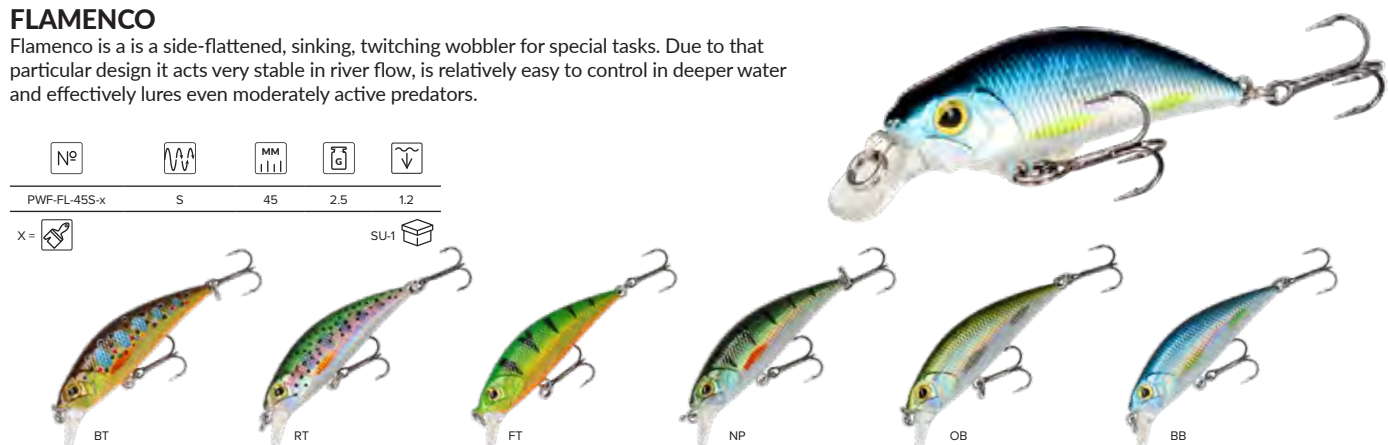 FLAMENCO
Flamenco is a is a side-flattened, sinking, twitching wobbler for special tasks. Due to that
particular design it acts very stable in river flow, is relatively easy to control in deeper water
and effectively lures even moderately active predators.
Nº MM G
PWF-FL-45S-x S 45 2.5 1.2
X = SU-1
BT RT FT NP OB BB